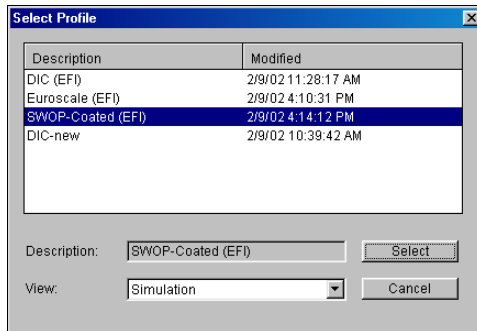 Select Profile
Description Modified
DIC (EFI) 2/9/02 11:28:17 AM
Euroscale (EFI) 2/9/02 4:10:31 PM
SWOP-Coated (EFI) 2/9/02 4:14:12 PM
DIC-new 2/9/02 10:39:42 AM
Description: SWOP-Coated (EFI) Select
View: Simulation Cancel